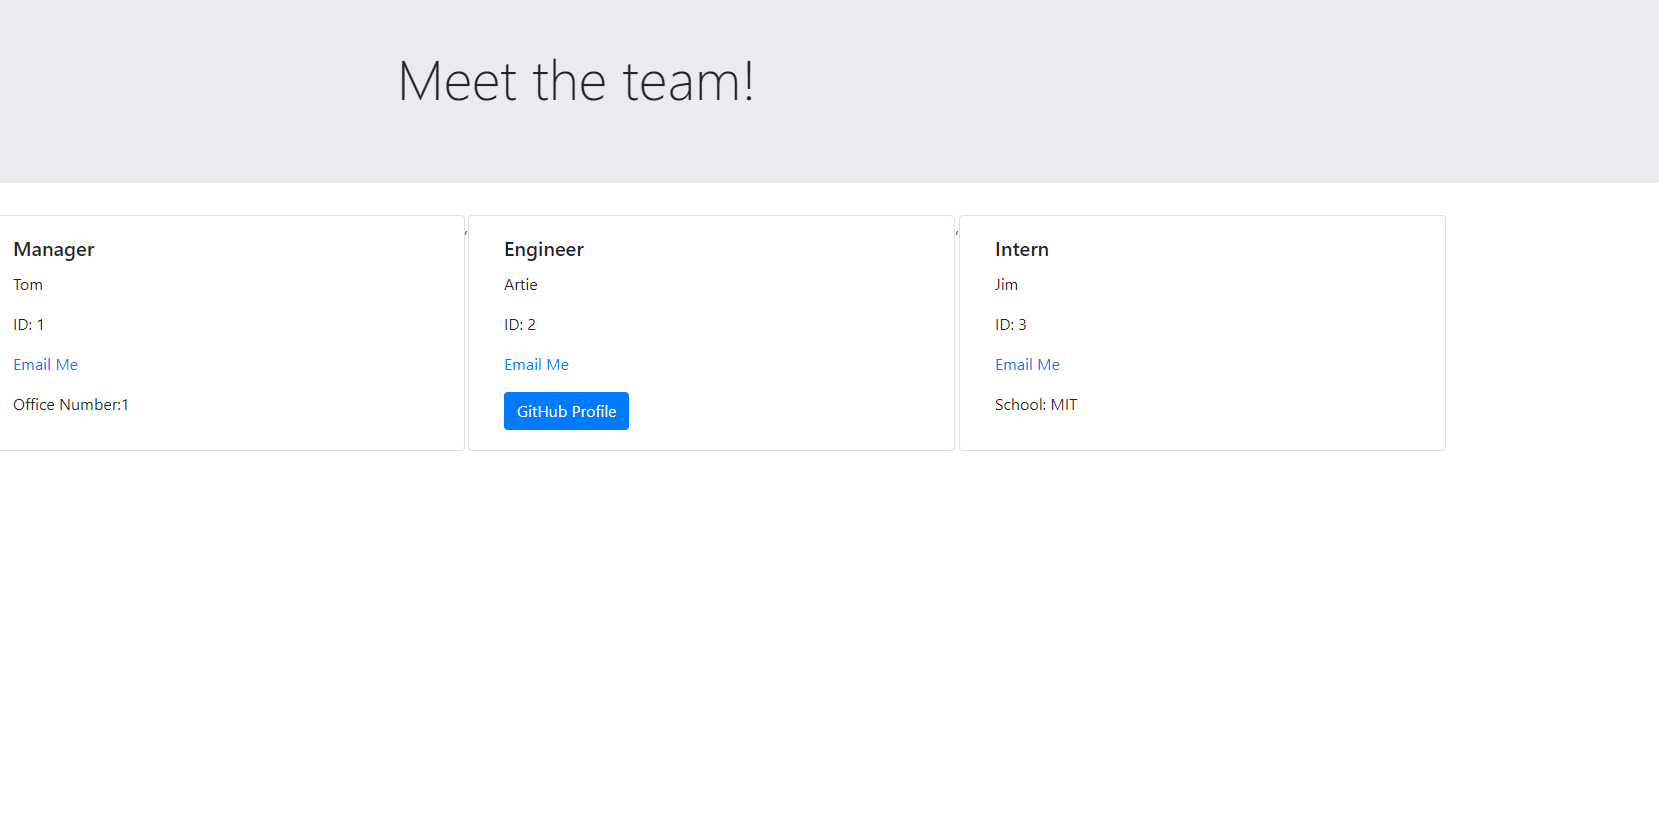 Meet the team!
Manager
Tom
ID: 1
Email Me
Office Number:1
,
Engineer
Artie
ID: 2
Email Me
GitHub Profile
,
Intern
Jim
ID: 3
Email Me
School: MIT